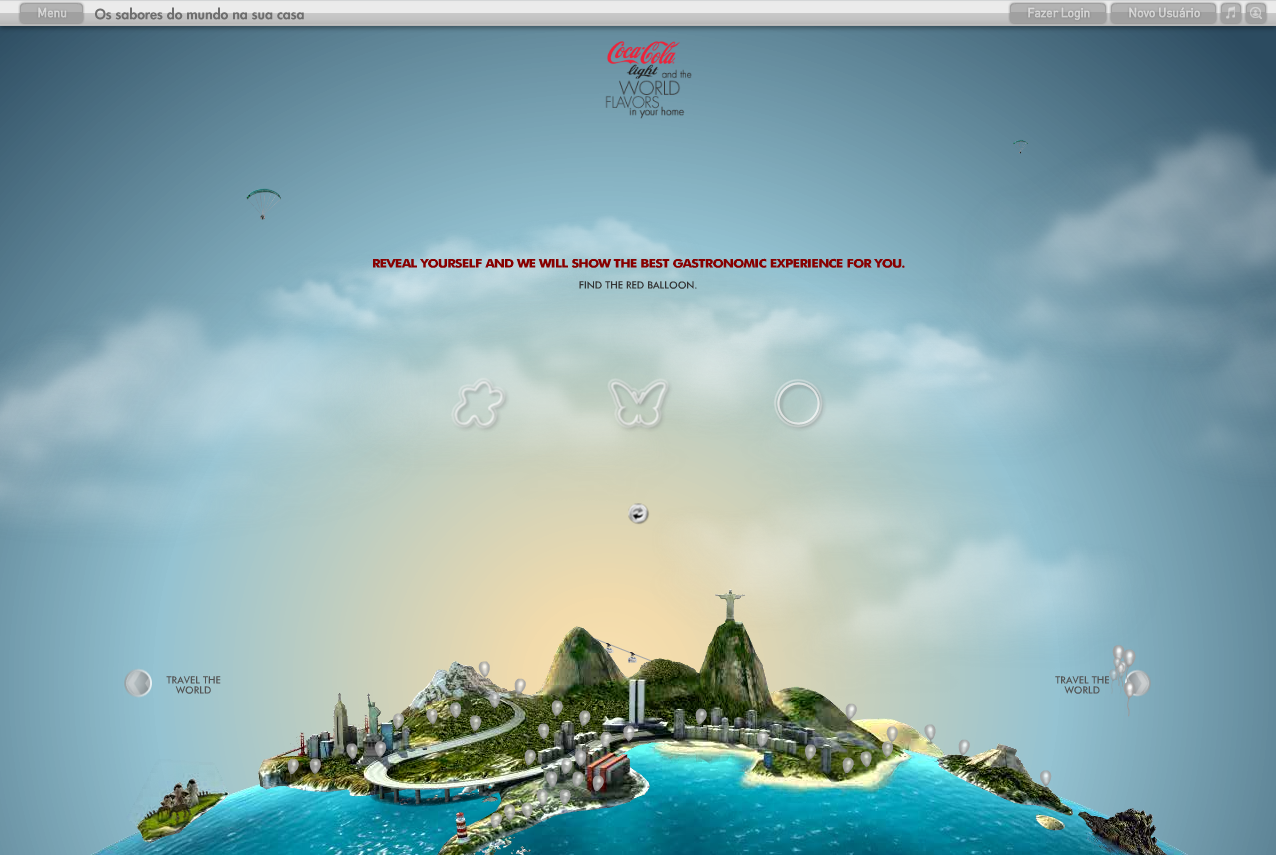 Menu
Os sabores do mundo na sua casa
Fazer Login
Novo Usuário
Coca-Cola
light and the
WORLD
FLAVORS
in your home
REVEAL YOURSELF AND WE WILL SHOW THE BEST GASTRONOMIC EXPERIENCE FOR YOU.
FIND THE RED BALLOON.
TRAVEL THE
WORLD
TRAVEL THE
WORLD